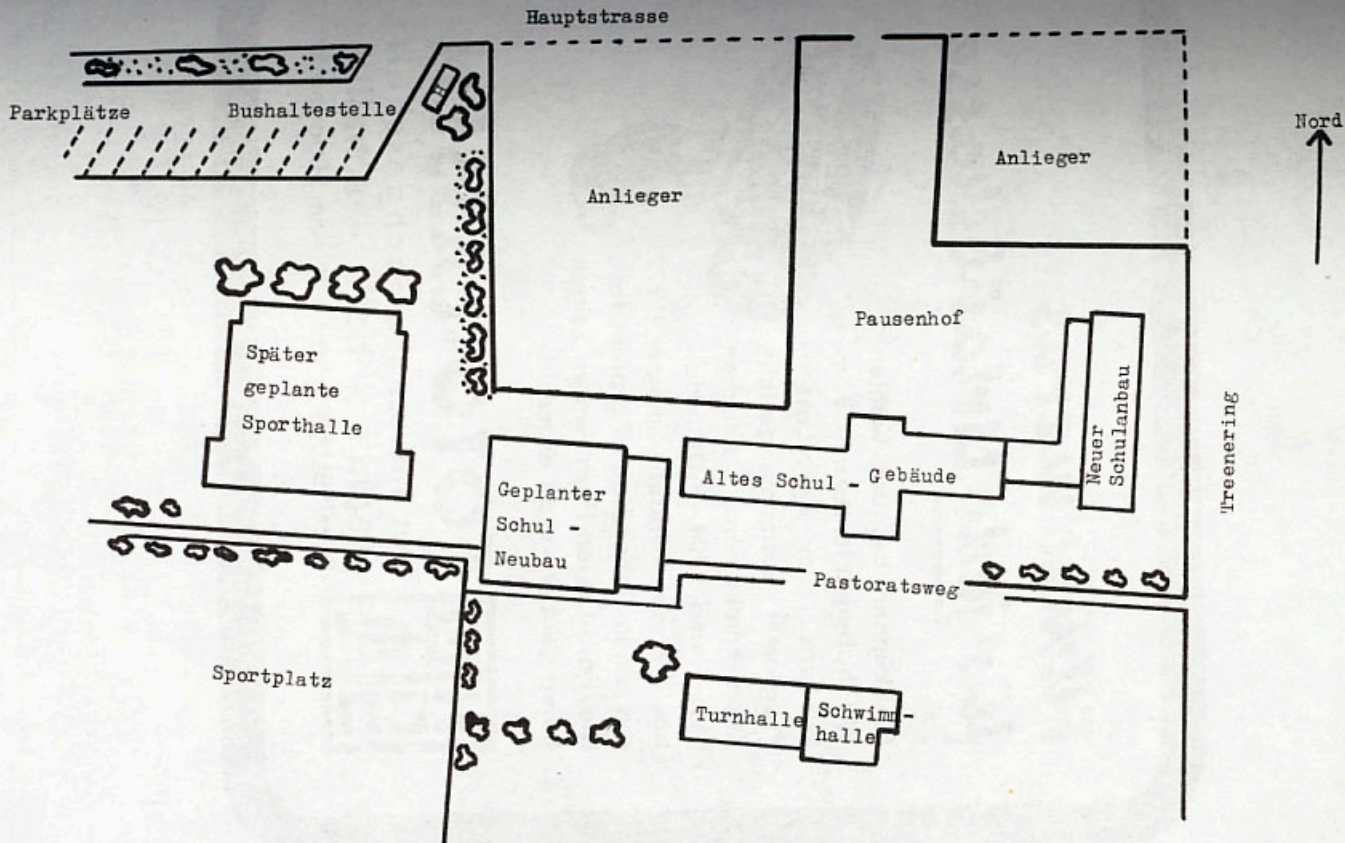 Hauptstrasse
Parkplätze
Bushaltestelle
Nord
Anlieger
Anlieger
Pausenhof
Später
geplante
Sporthalle
Geplanter
Schul -
Neubau
Altes Schul - Gebäude
Neuer
Schulanbau
Treenering
Pastoratsweg
Sportplatz
Turnhalle
Schwimm-
halle